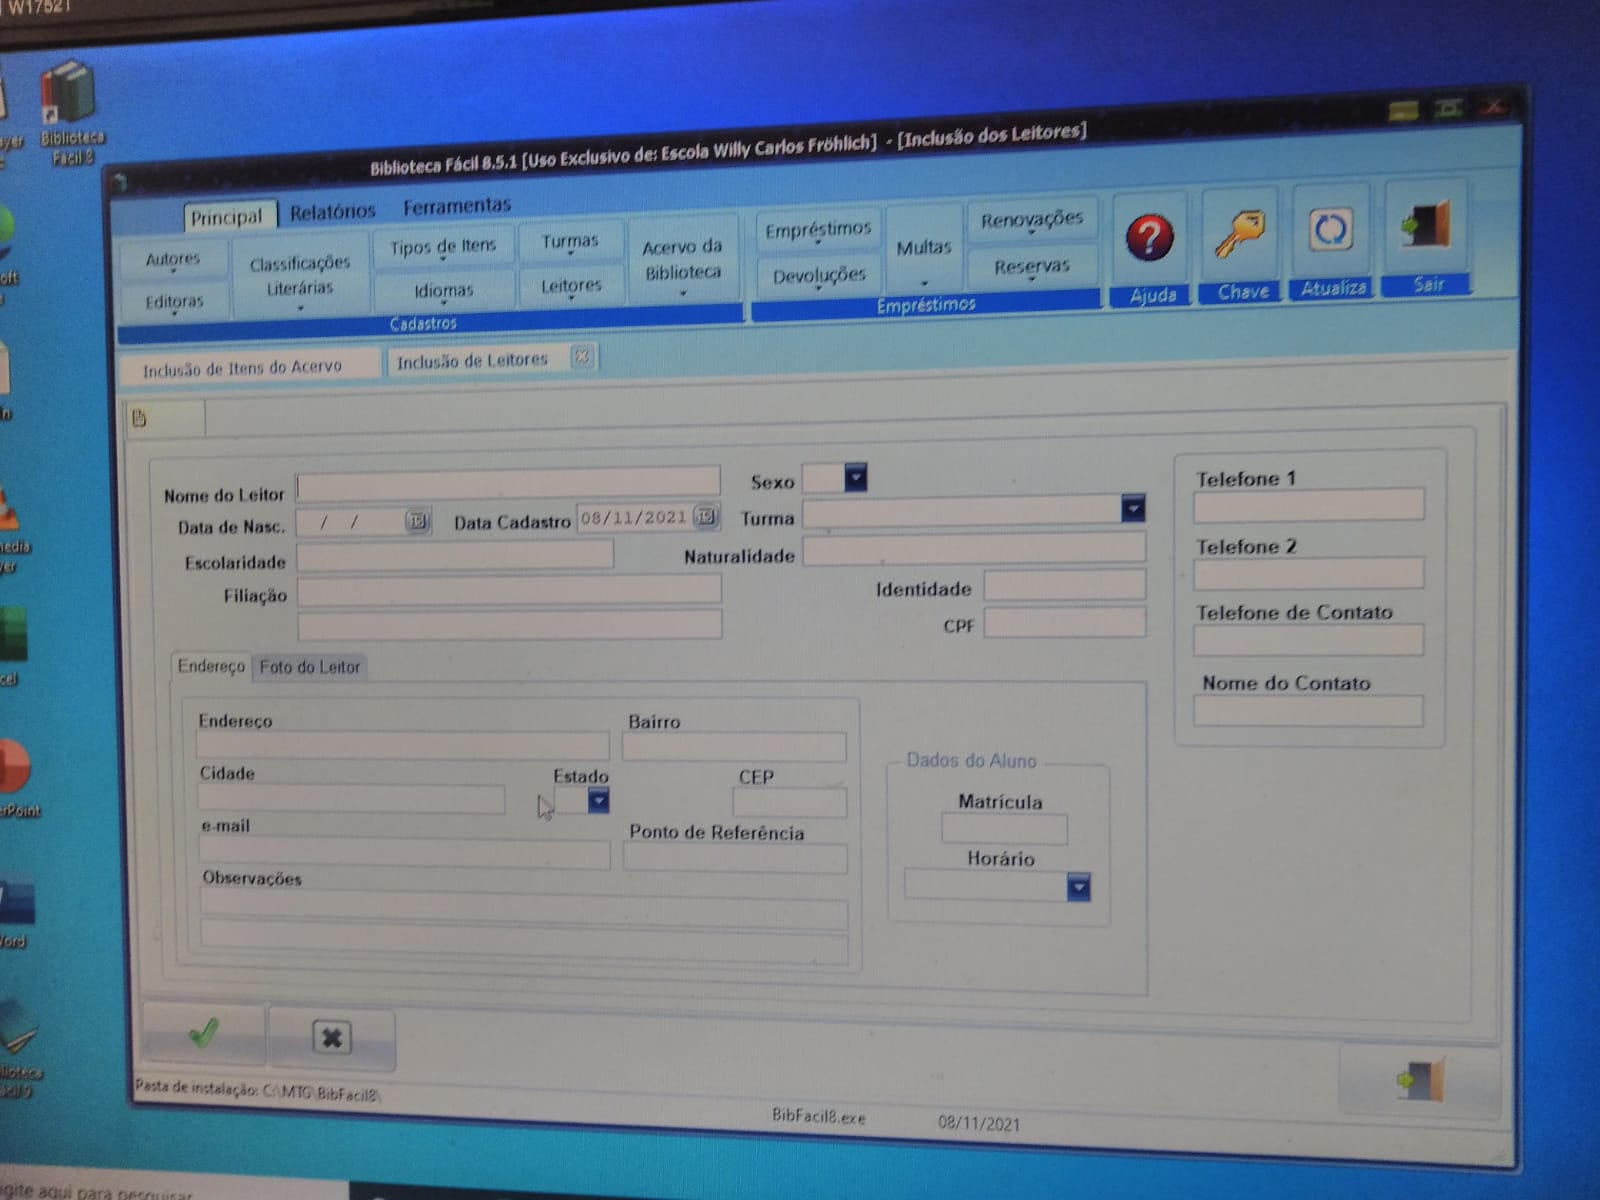 W17521
Biblioteca
Fácil 8
Biblioteca Fácil 8.5.1 [Uso Exclusivo de: Escola Willy Carlos Fröhlich] - [Inclusão dos Leitores]
Principal Relatórios Ferramentas
Autores
Editoras
Classificações
Literárias
Tipos de Itens
Idiomas
Turmas
Leitores
Acervo da
Biblioteca
Cadastros
Empréstimos
Devoluções
Multas
Renovações
Reservas
Empréstimos
Ajuda
Chave
Atualiza
Sair
Inclusão de Itens do Acervo
Inclusão de Leitores
Nome do Leitor
Sexo
Data de Nasc. / /
Data Cadastro 08/11/2021
Turma
Escolaridade
Naturalidade
Filiação
Identidade
CPF
Telefone 1
Telefone 2
Telefone de Contato
Nome do Contato
Endereço
Foto do Leitor
Endereço
Bairro
Cidade
Estado
CEP
e-mail
Ponto de Referência
Observações
Dados do Aluno
Matrícula
Horário
Pasta de instalação: C:\MTG\BibFacil8\
BibFacil8.exe
08/11/2021
aqui para pesquisar